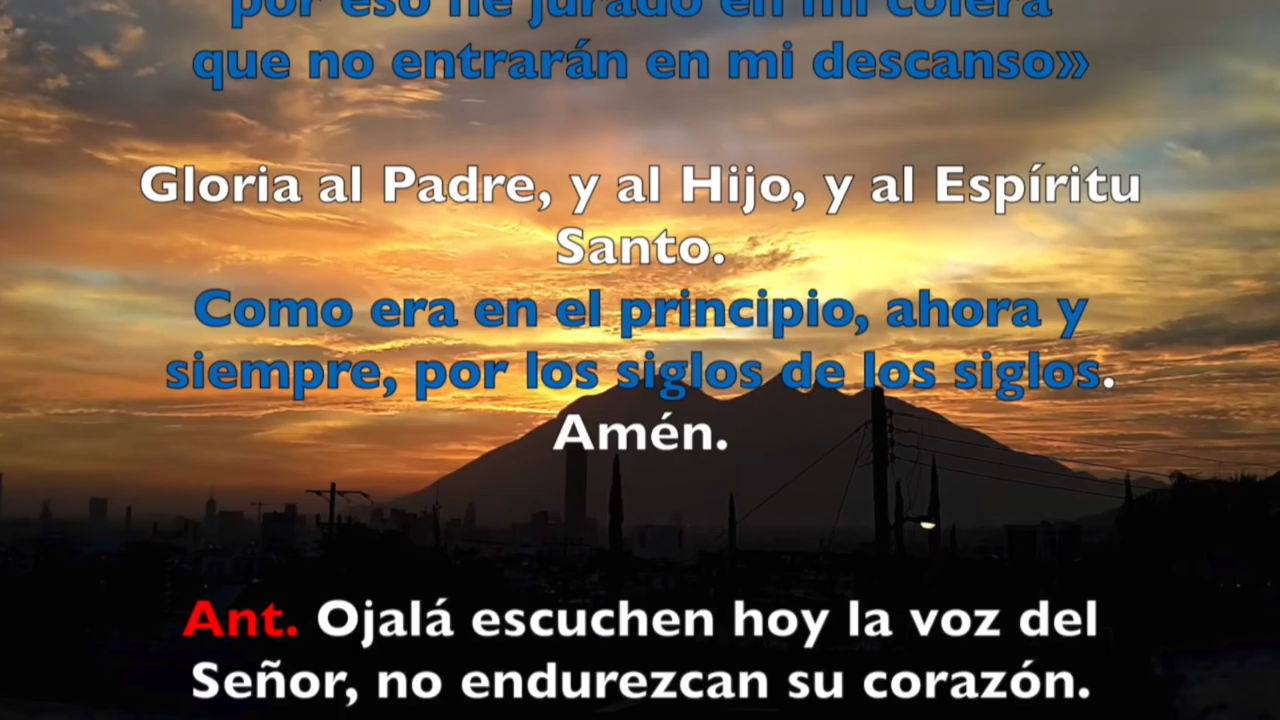 por eso he jurado en mi cólera
que no entrarán en mi descanso»
Gloria al Padre, y al Hijo, y al Espíritu
Santo.
Como era en el principio, ahora y
siempre, por los siglos de los siglos.
Amén.
Ant. Ojalá escuchen hoy la voz del
Señor, no endurezcan su corazón.